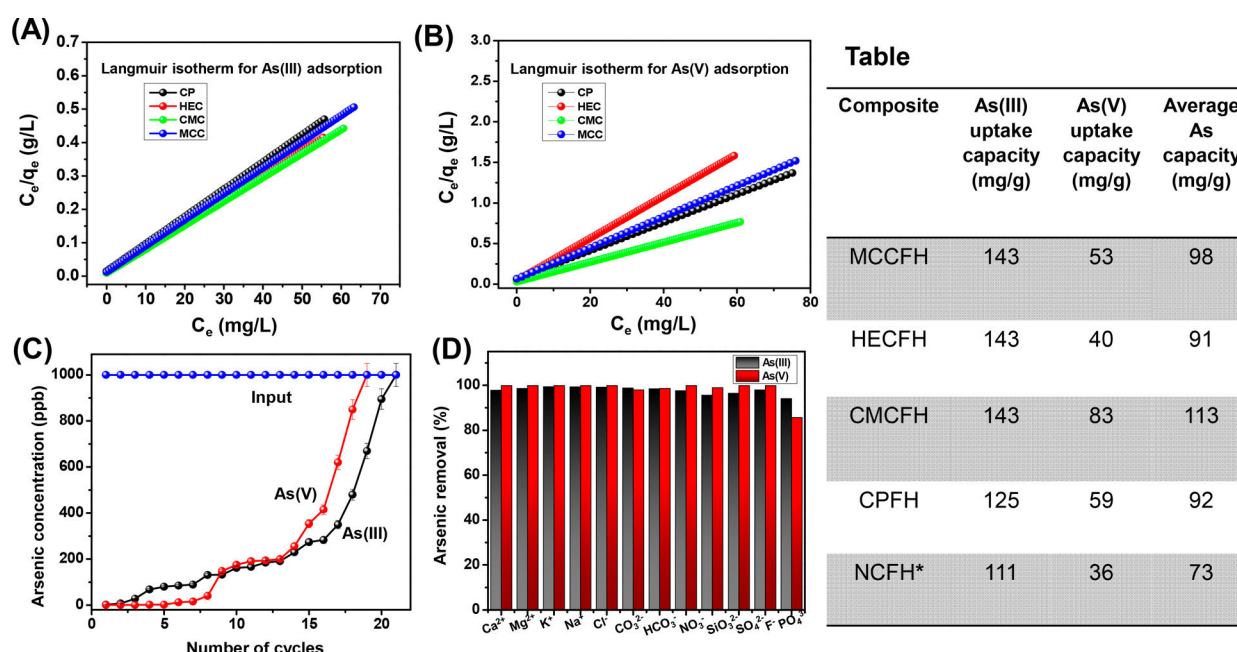 (A)
0.7
0.6
0.5
0.4
0.3
0.2
0.1
0.0
Cₑ/qₑ (g/L)
Langmuir isotherm for As(III) adsorption
CP
HEC
CMC
MCC
0 10 20 30 40 50 60 70
Cₑ (mg/L)
(B)
3.0
2.5
2.0
1.5
1.0
0.5
0.0
Cₑ/qₑ (g/L)
Langmuir isotherm for As(V) adsorption
CP
HEC
CMC
MCC
0 20 40 60 80
Cₑ (mg/L)
(C)
1000
800
600
400
200
0
Arsenic concentration (ppb)
Input
As(V)
As(III)
0 5 10 15 20
Number of cycles
(D)
100
80
60
40
20
0
Arsenic removal (%)
As(III)
As(V)
Ca²⁺ Mg²⁺ K⁺ Na⁺ Cl⁻ CO₃²⁻ HCO₃⁻ NO₃⁻ SiO₃²⁻ SO₄²⁻ F⁻ PO₄³
Table
Composite As(III) uptake capacity (mg/g) As(V) uptake capacity (mg/g) Average As capacity (mg/g)
MCCFH 143 53 98
HECFH 143 40 91
CMCFH 143 83 113
CPFH 125 59 92
NCFH* 111 36 73